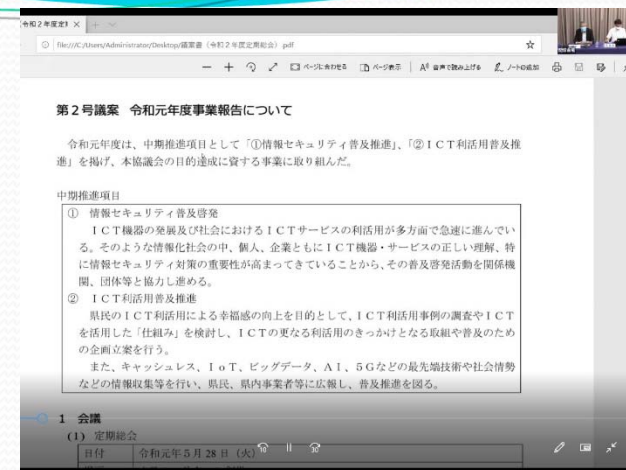 令和２年度定期 ×
file:///C:/Users/Administrator/Desktop/議案書（令和２年度定期総会）.pdf
ページに合わせる ページ表示 音声で読み上げる ノートの追加
第２号議案 令和元年度事業報告について
令和元年度は、中期推進項目として「①情報セキュリティ普及推進」、「②ＩＣＴ利活用普及推
進」を掲げ、本協議会の目的達成に資する事業に取り組んだ。
中期推進項目
① 情報セキュリティ普及啓発
ＩＣＴ機器の発展及び社会におけるＩＣＴサービスの利活用が多方面で急速に進んでい
る。そのような情報化社会の中、個人、企業ともにＩＣＴ機器・サービスの正しい理解、特
に情報セキュリティ対策の重要性が高まってきていることから、その普及啓発活動を関係機
関、団体等と協力し進める。
② ＩＣＴ利活用普及推進
県民のＩＣＴ利活用による幸福感の向上を目的として、ＩＣＴ利活用事例の調査やＩＣＴ
を活用した「仕組み」を検討し、ＩＣＴの更なる利活用のきっかけとなる取組や普及のため
の企画立案を行う。
また、キャッシュレス、ＩｏＴ、ビッグデータ、ＡＩ、５Ｇなどの最先端技術や社会情勢
などの情報収集等を行い、県民、県内事業者等に広報し、普及推進を図る。
１ 会議
(１) 定期総会
日付 令和元年５月 28 日（火）
10 30